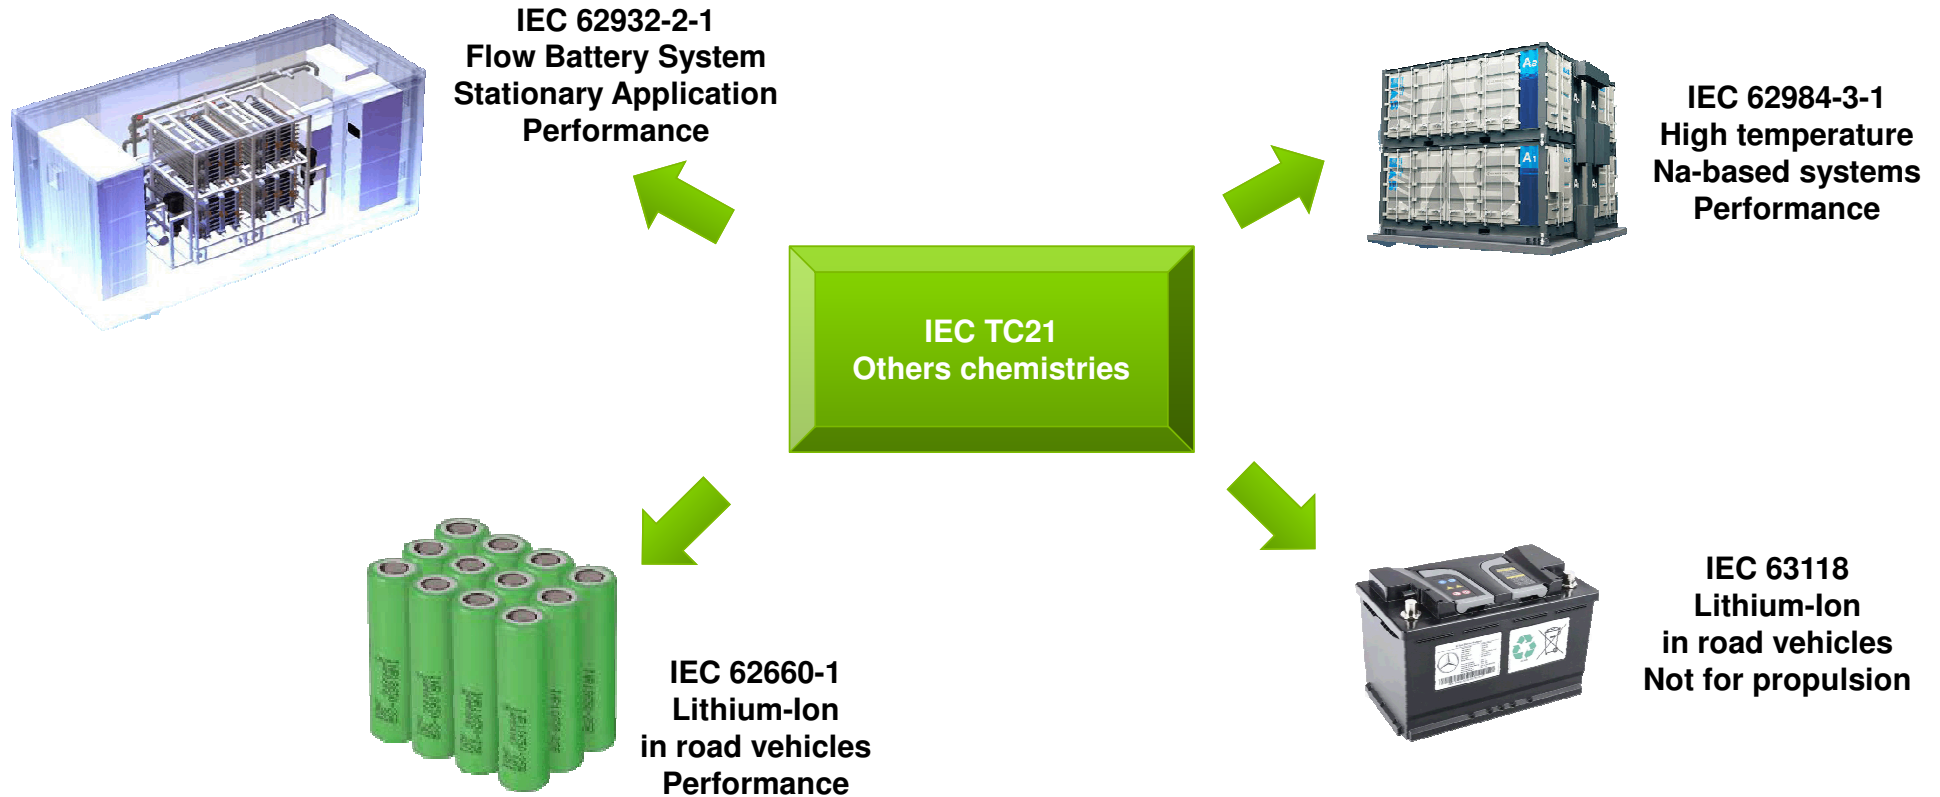 IEC 62932-2-1
Flow Battery System
Stationary Application
Performance
IEC 62984-3-1
High temperature
Na-based systems
Performance
A2
A1
IEC TC21
Others chemistries
IEC 62660-1
Lithium-Ion
in road vehicles
Performance
IEC 63118
Lithium-Ion
in road vehicles
Not for propulsion